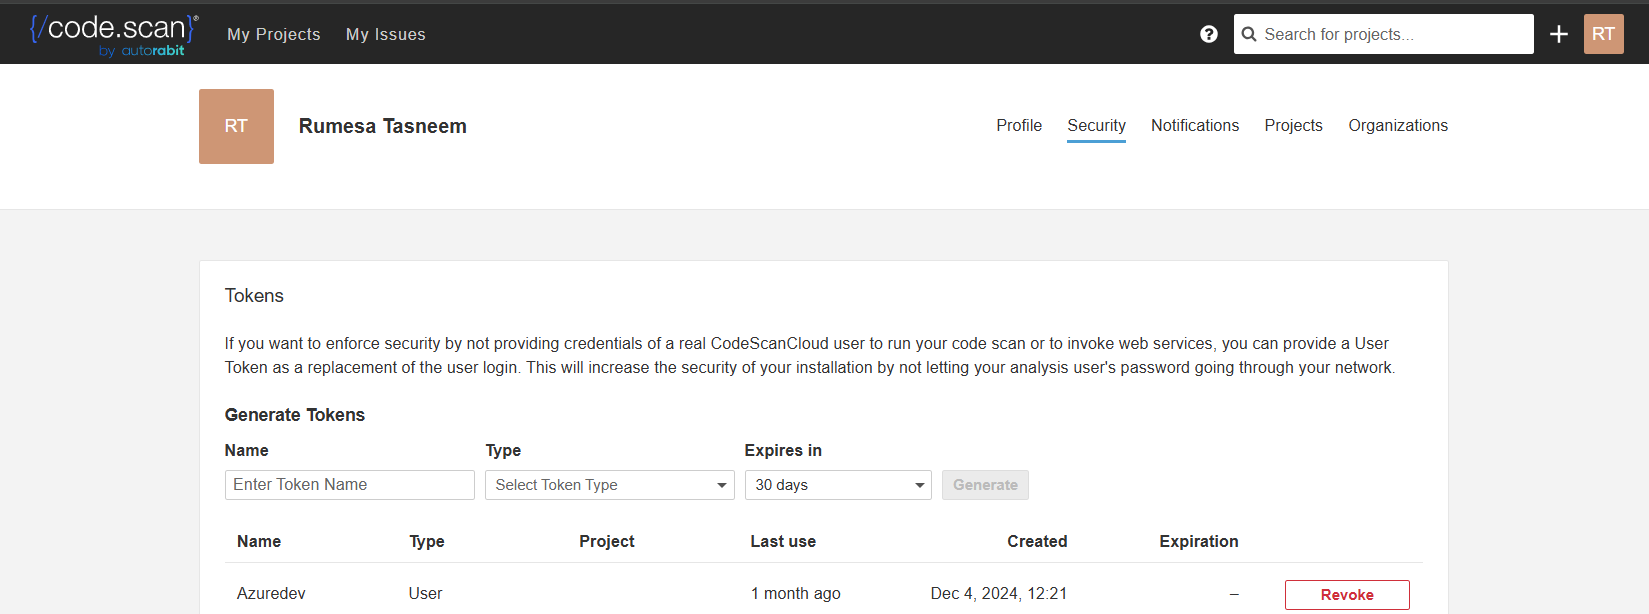 {/code.scan}®
by autorabit
My Projects My Issues
? Search for projects... + RT
RT
Rumesa Tasneem
Profile Security Notifications Projects Organizations
Tokens
If you want to enforce security by not providing credentials of a real CodeScanCloud user to run your code scan or to invoke web services, you can provide a User
Token as a replacement of the user login. This will increase the security of your installation by not letting your analysis user's password going through your network.
Generate Tokens
Name Type Expires in
Enter Token Name Select Token Type 30 days Generate
Name Type Project Last use Created Expiration
Azuredev User 1 month ago Dec 4, 2024, 12:21 – Revoke